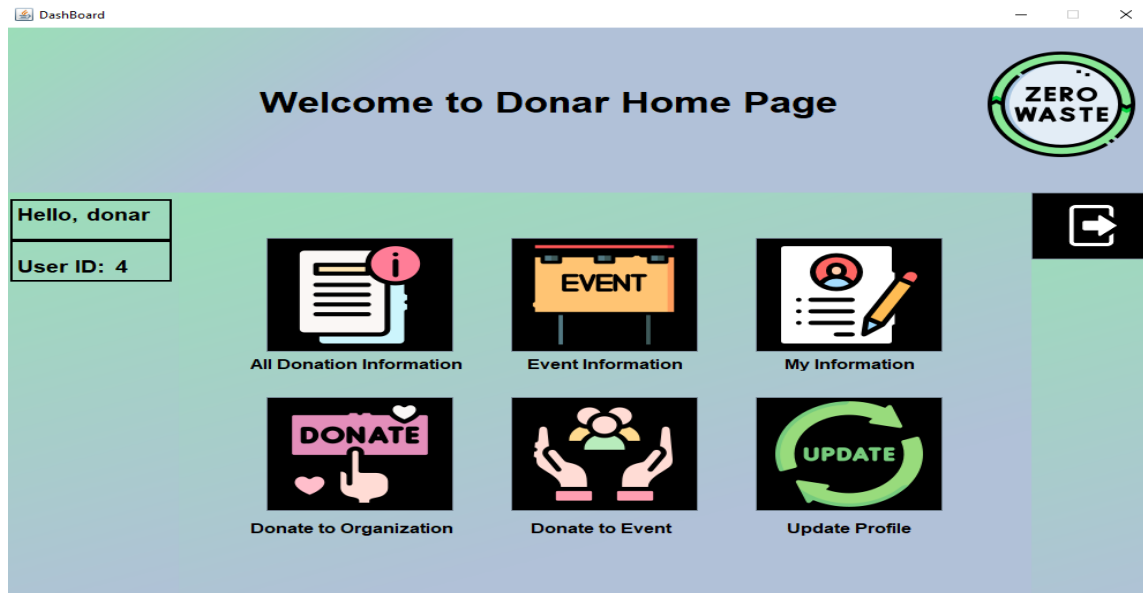 DashBoard
Welcome to Donar Home Page
ZERO
WASTE
Hello, donar
User ID: 4
i
EVENT
All Donation Information
Event Information
My Information
DONATE
UPDATE
Donate to Organization
Donate to Event
Update Profile